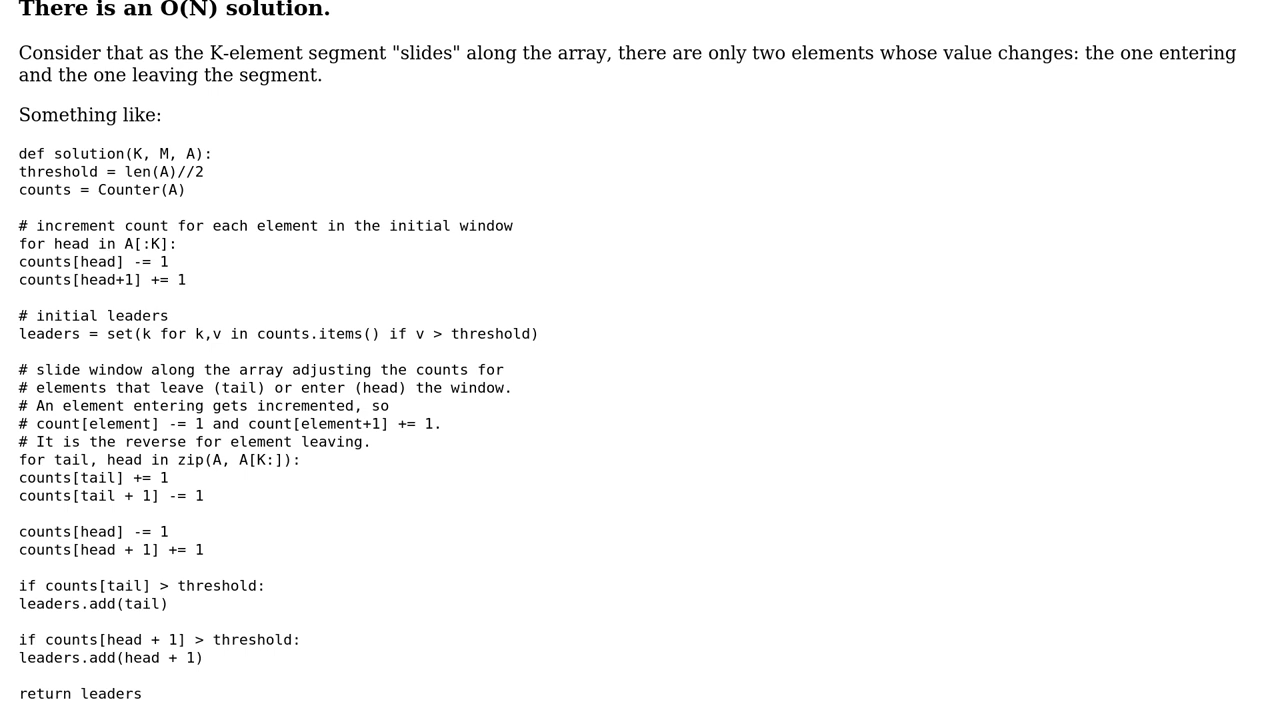 There is an O(N) solution.
Consider that as the K-element segment "slides" along the array, there are only two elements whose value changes: the one entering
and the one leaving the segment.
Something like:
def solution(K, M, A):
threshold = len(A)//2
counts = Counter(A)
# increment count for each element in the initial window
for head in A[:K]:
counts[head] -= 1
counts[head+1] += 1
# initial leaders
leaders = set(k for k,v in counts.items() if v > threshold)
# slide window along the array adjusting the counts for
# elements that leave (tail) or enter (head) the window.
# An element entering gets incremented, so
# count[element] -= 1 and count[element+1] += 1.
# It is the reverse for element leaving.
for tail, head in zip(A, A[K:]):
counts[tail] += 1
counts[tail + 1] -= 1
counts[head] -= 1
counts[head + 1] += 1
if counts[tail] > threshold:
leaders.add(tail)
if counts[head + 1] > threshold:
leaders.add(head + 1)
return leaders